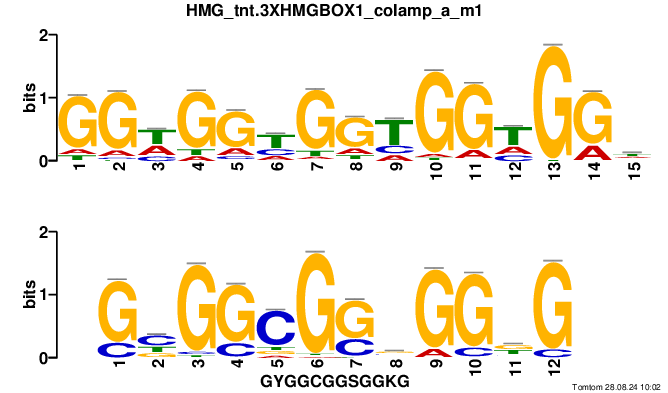 HMG_tnt.3XHMGBOX1_colamp_a_m1
2
1
0
bits
1 2 3 4 5 6 7 8 9 10 11 12 13 14 15
2
1
0
bits
1 2 3 4 5 6 7 8 9 10 11 12
GYGGCGGSGGKG
Tomtom 28.08.24 10:02